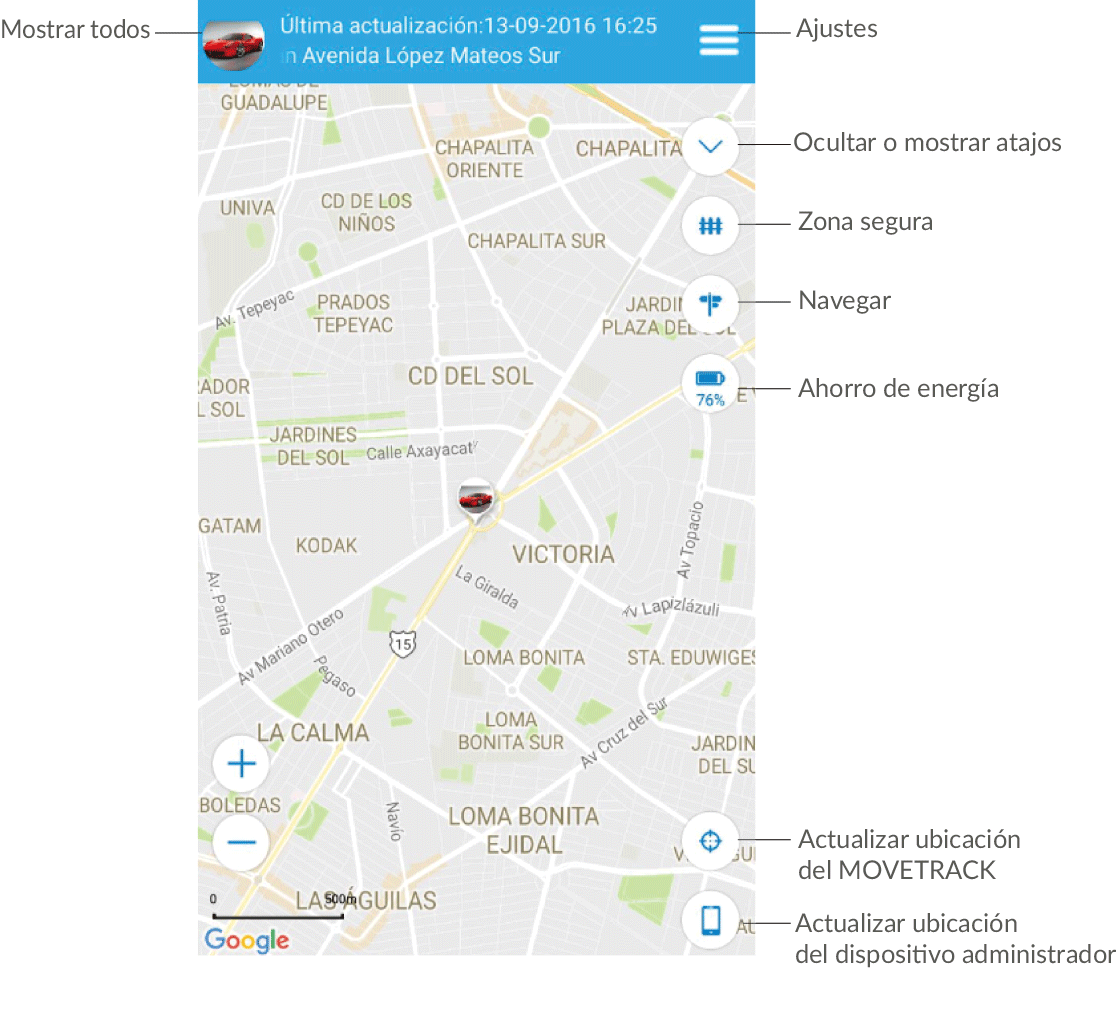 Mostrar todos
Última actualización:13-09-2016 16:25
n Avenida López Mateos Sur
Ajustes
LOMAS DE
GUADALUPE
CHAPALITA
ORIENTE
CHAPALITA
Ocultar o mostrar atajos
UNIVA
CD DE LOS
NIÑOS
CHAPALITA SUR
Zona segura
Av. Tepeyac
PRADOS
TEPEYAC
JARDIN
PLAZA DEL SOL
Navegar
CD DEL SOL
76%
Ahorro de energía
ADOR
L SOL
JARDINES
DEL SOL
Calle Axayacat
GATAM
KODAK
VICTORIA
Av Topacio
Av. Patria
La Giralda
Av Lapizlázuli
Av Mariano Otero
15
Pegaso
LOMA BONITA
STA. EDUWIGES
LA CALMA
LOMA
BONITA SUR
Av Cruz del Sur
JARDIN
DEL SU
BOLEDAS
Navío
LOMA BONITA
EJIDAL
Actualizar ubicación
del MOVETRACK
0
500m
LAS ÁGUILAS
Google
AU
Actualizar ubicación
del dispositivo administrador